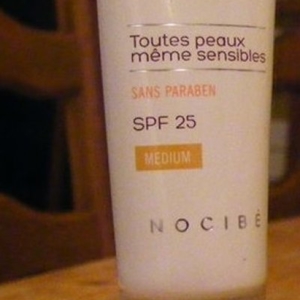 Toutes peaux
même sensibles
SANS PARABEN
SPF 25
MEDIUM
NOCIBÉ